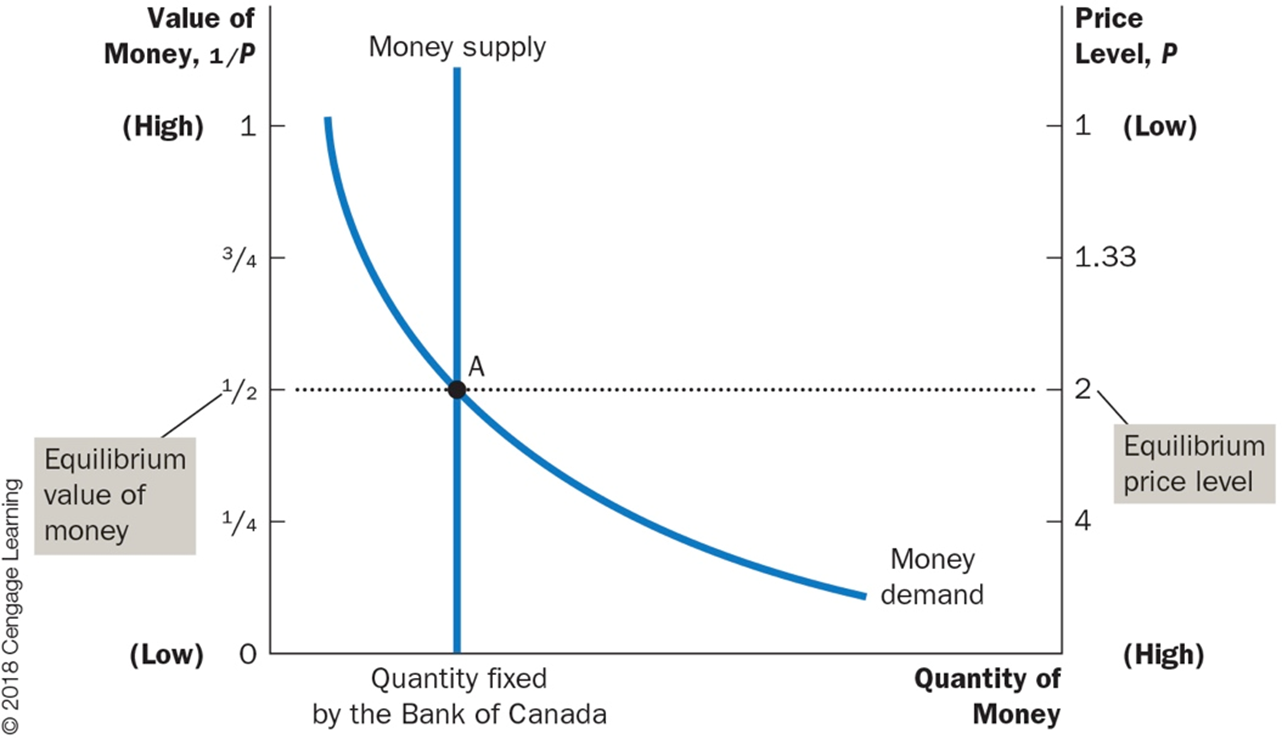 Value of
Money, 1/P
Price
Level, P
Money supply
(High)
1
1
(Low)
3/4
1.33
A
1/2
2
Equilibrium
value of
money
Equilibrium
price level
1/4
4
Money
demand
(Low)
0
(High)
Quantity fixed
by the Bank of Canada
Quantity of
Money
© 2018 Cengage Learning